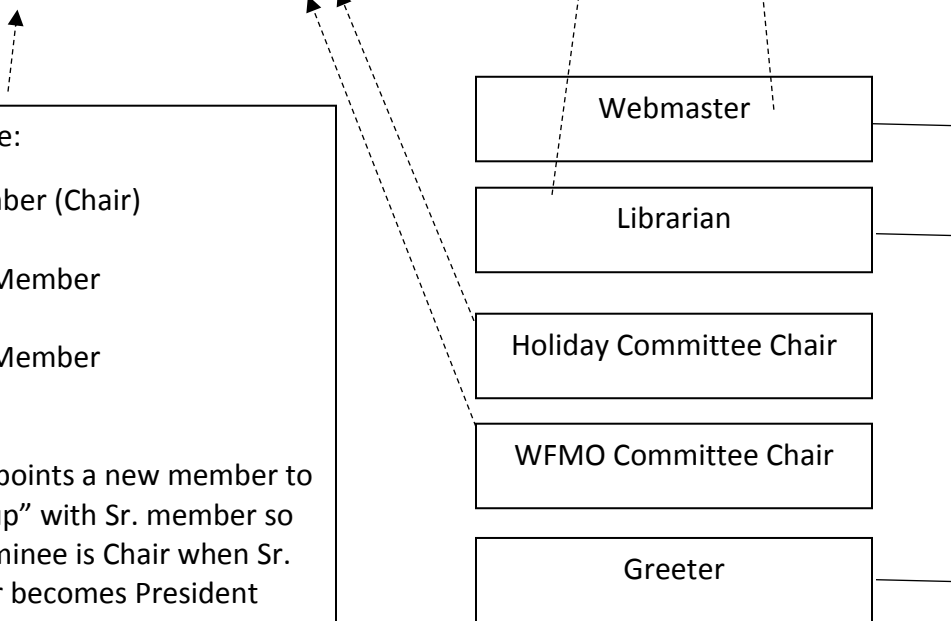 e:
ber (Chair)
Member
Member
points a new member to
up” with Sr. member so
minee is Chair when Sr.
r becomes President
Webmaster
Librarian
Holiday Committee Chair
WFMO Committee Chair
Greeter